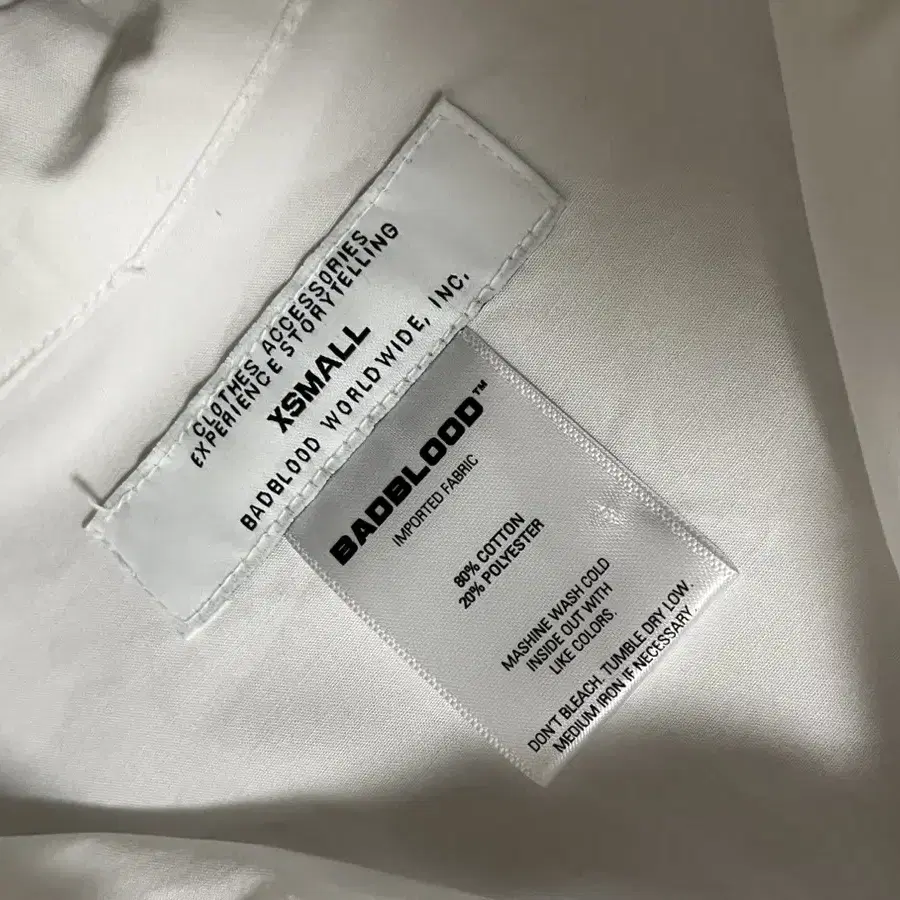 CLOTHES ACCESSORIES
EXPERIENCE STORYTELLING
XSMALL
BADBLOOD WORLDWIDE, INC.
BADBLOOD™
IMPORTED FABRIC
80% COTTON
20% POLYESTER
MASHINE WASH COLD
INSIDE OUT WITH
LIKE COLORS.
DON'T BLEACH. TUMBLE DRY LOW.
MEDIUM IRON IF NECESSARY.